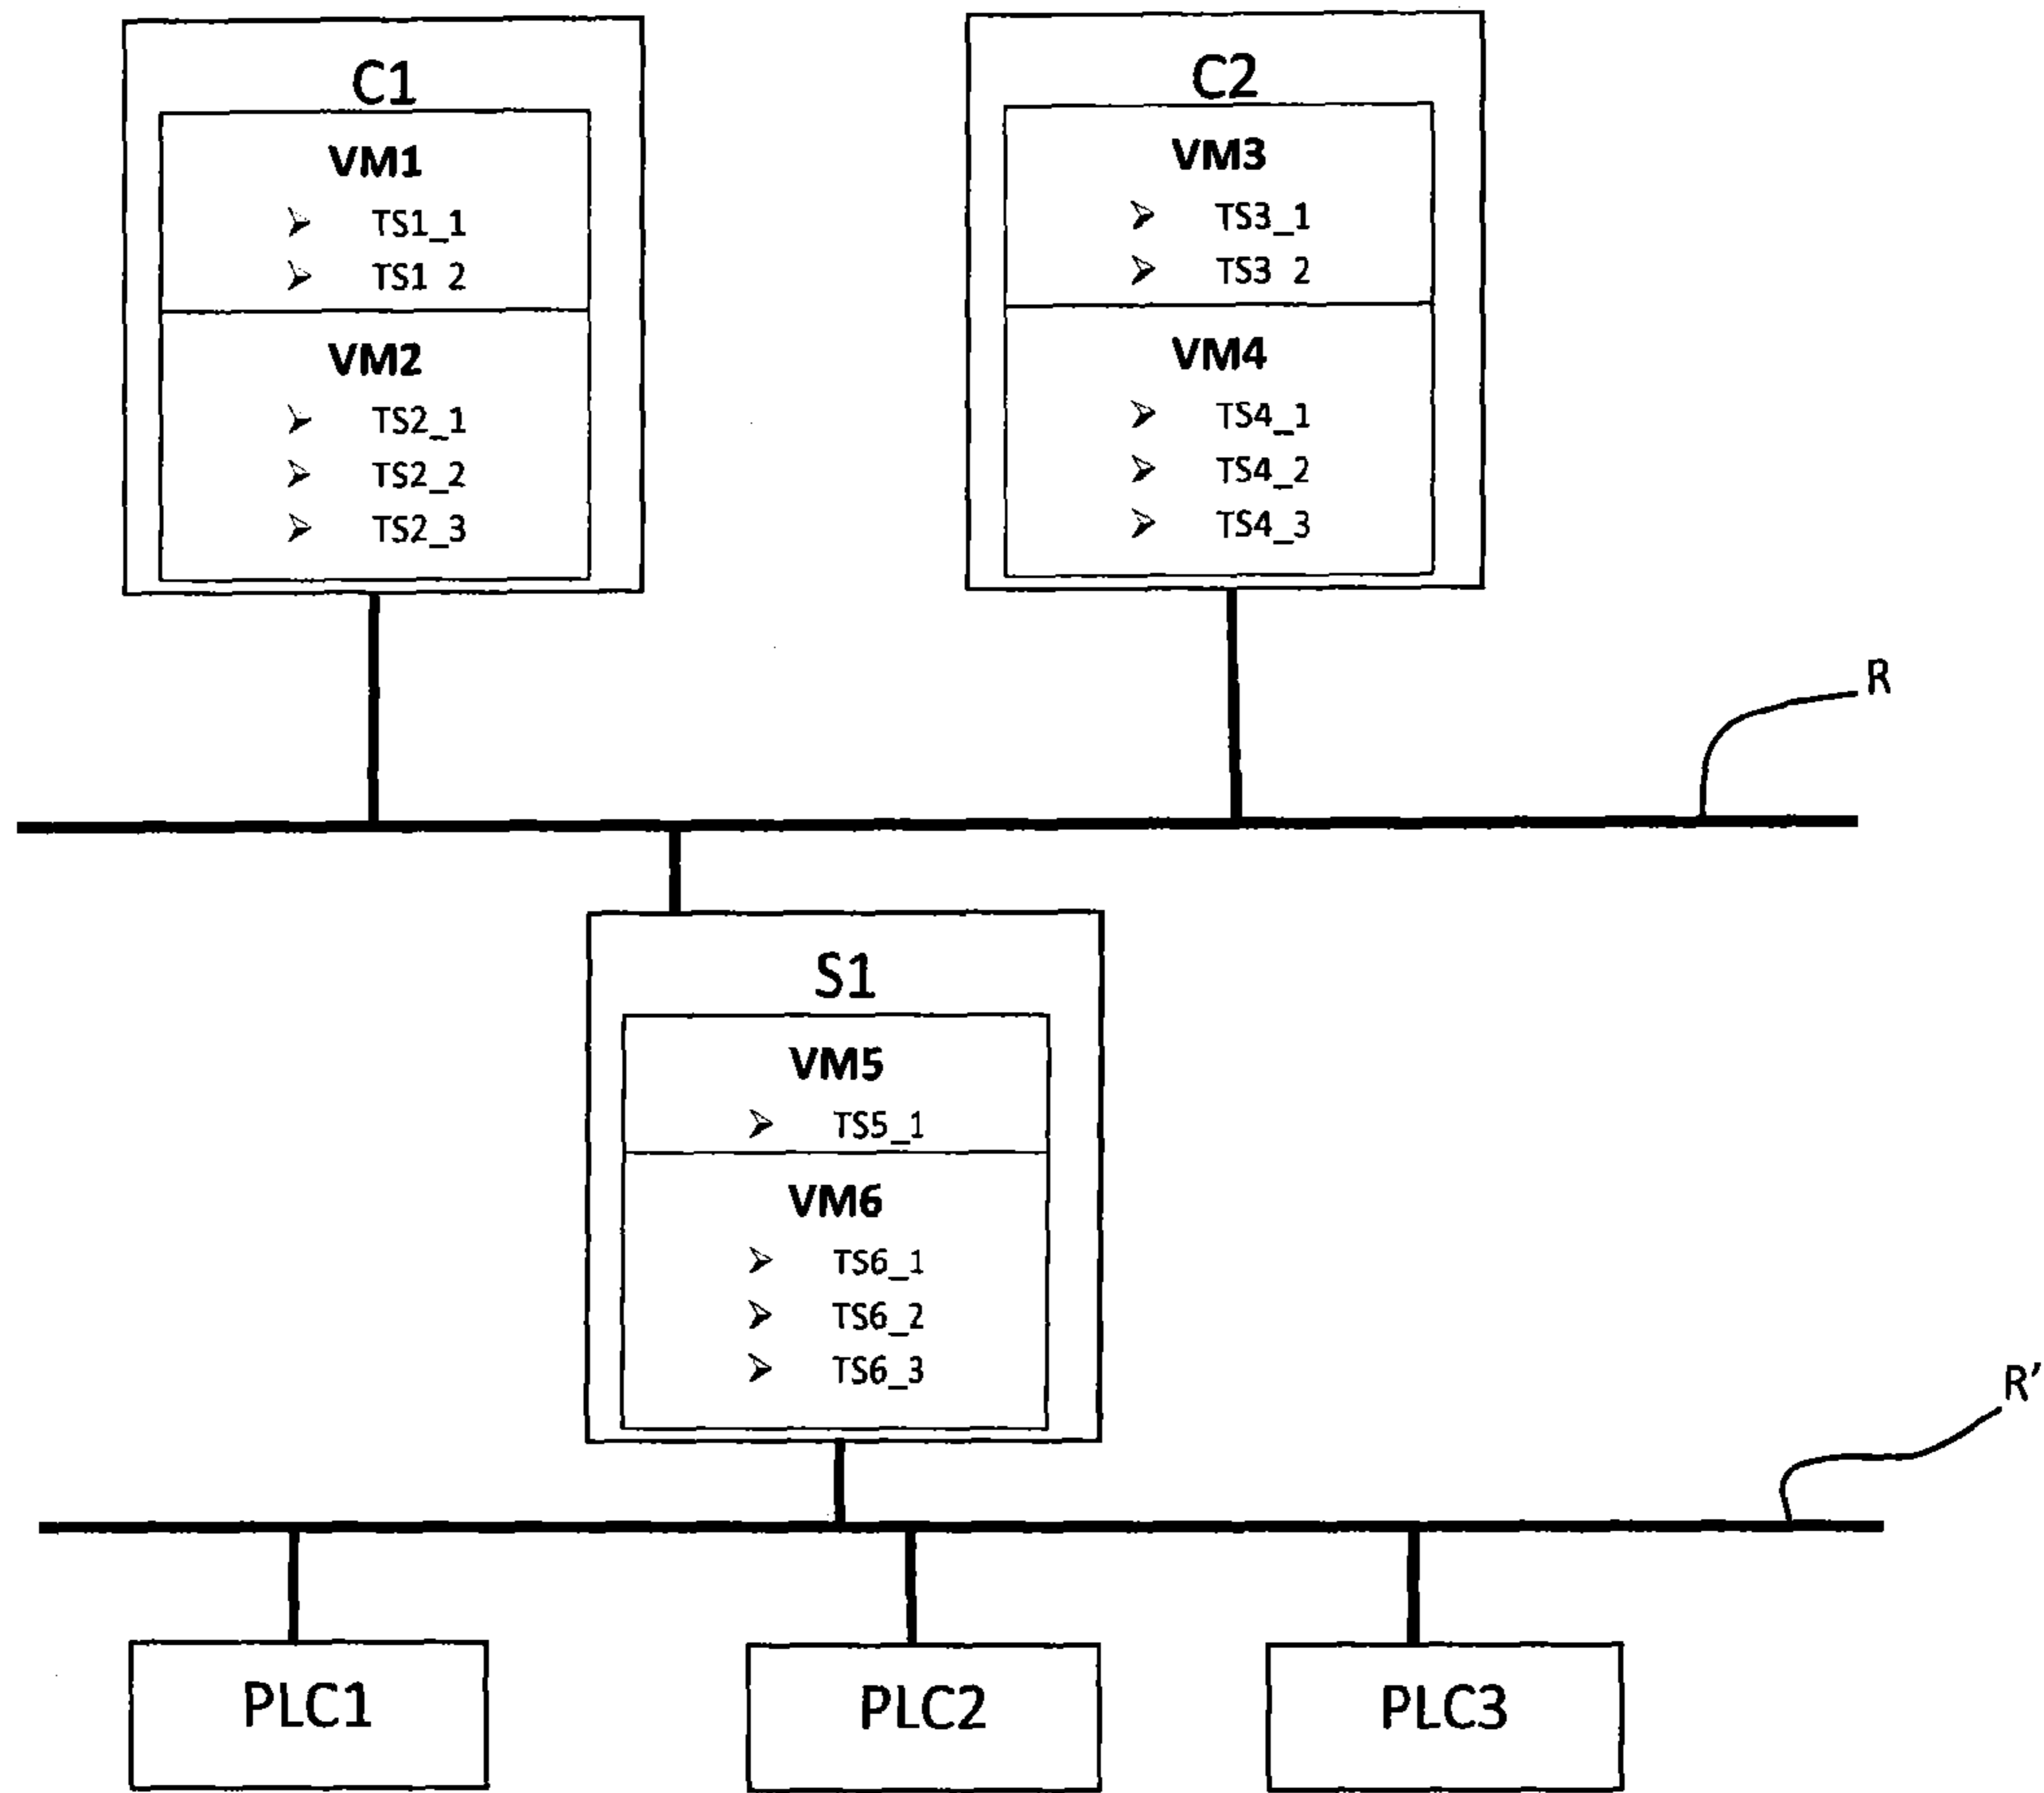 C1
VM1
➢ TS1_1
➢ TS1 2
VM2
➢ TS2_1
➢ TS2_2
➢ TS2_3
C2
VM3
➢ TS3_1
➢ TS3 2
VM4
➢ TS4_1
➢ TS4_2
➢ TS4_3
R
S1
VM5
➢ TS5_1
VM6
➢ TS6_1
➢ TS6_2
➢ TS6_3
R'
PLC1
PLC2
PLC3